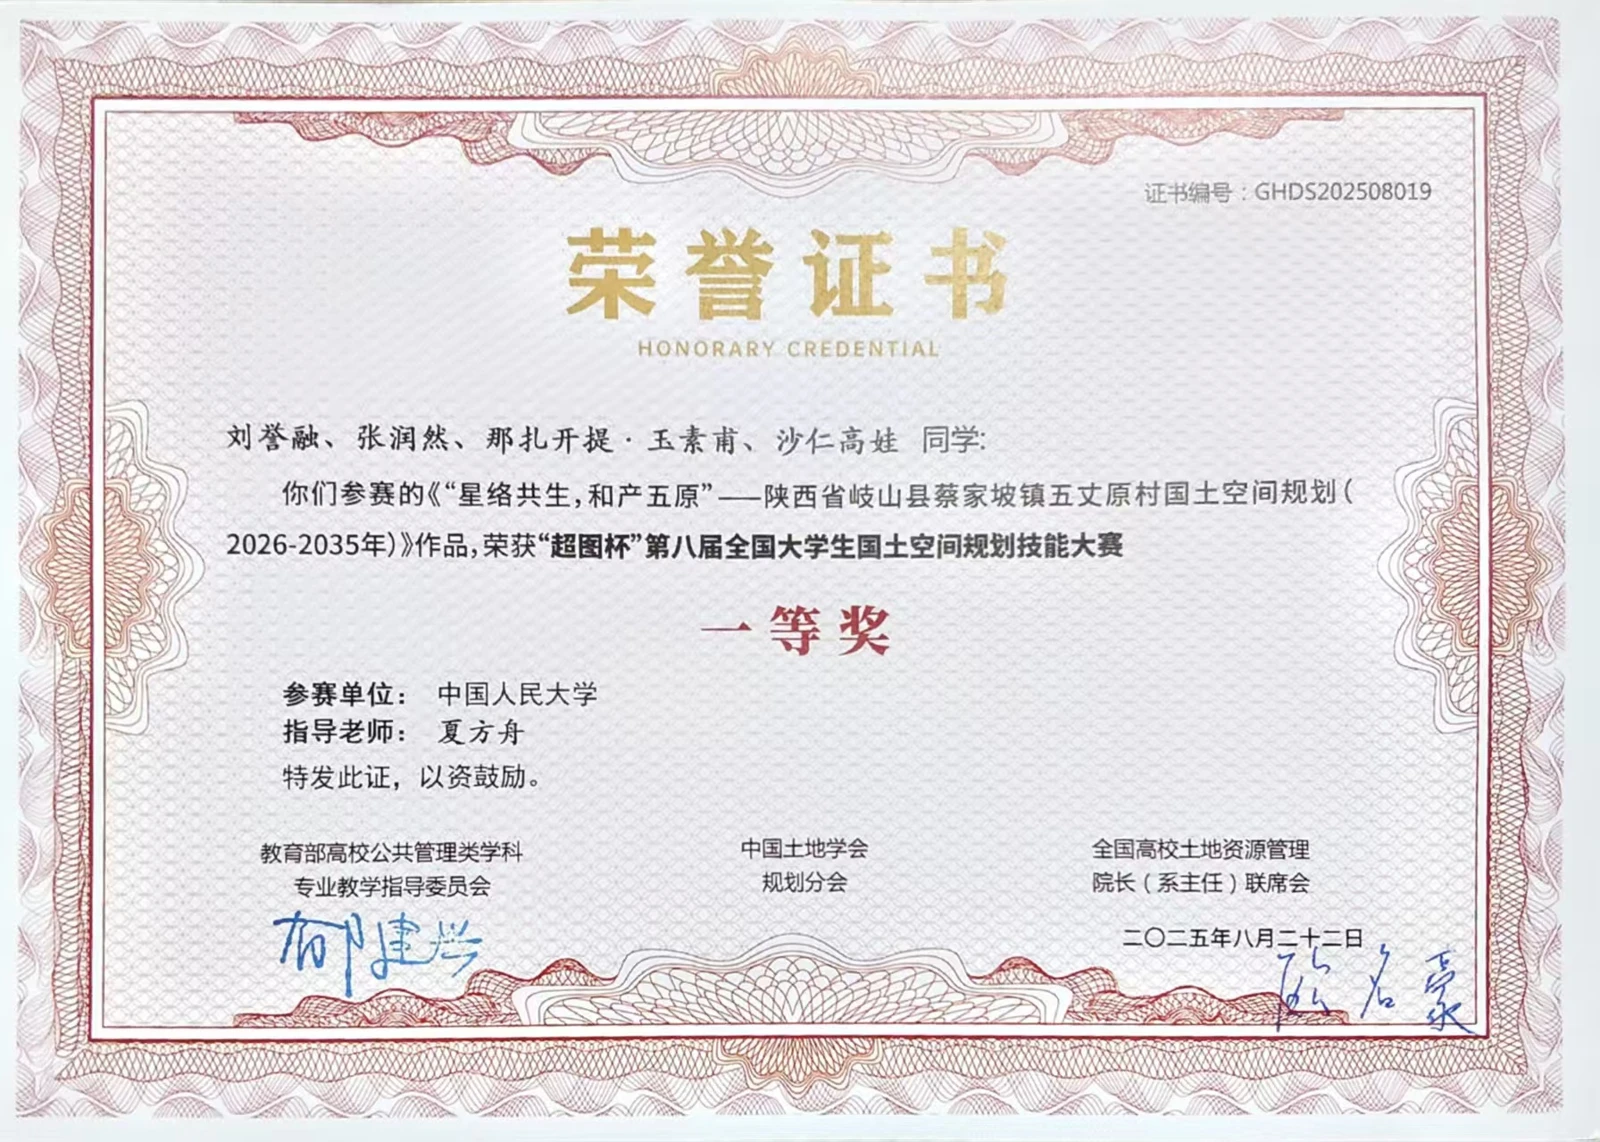 证书编号：GHDS202508019
荣誉证书
HONORARY CREDENTIAL
刘誉融、张润然、那扎开提·玉素甫、沙仁高娃 同学:
你们参赛的《“星络共生，和产五原”——陕西省岐山县蔡家坡镇五丈原村国土空间规划（
2026-2035年）》作品，荣获“超图杯”第八届全国大学生国土空间规划技能大赛
一等奖
参赛单位： 中国人民大学
指导老师： 夏方舟
特发此证，以资鼓励。
教育部高校公共管理类学科
专业教学指导委员会
郁建兴
中国土地学会
规划分会
全国高校土地资源管理
院长（系主任）联席会
二〇二五年八月二十二日
欧名豪